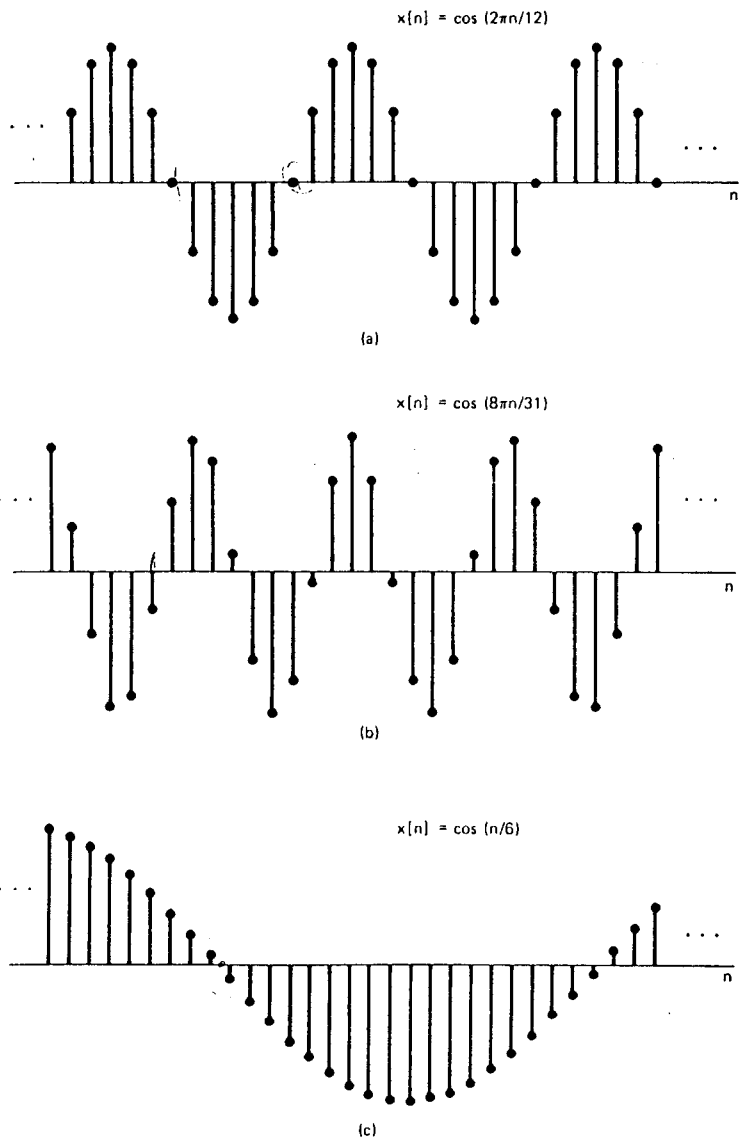 x[n] = cos (2πn/12)
. . .
. . .
n
(a)
x[n] = cos (8πn/31)
. . .
. . .
n
(b)
x[n] = cos (n/6)
. . .
. . .
n
(c)